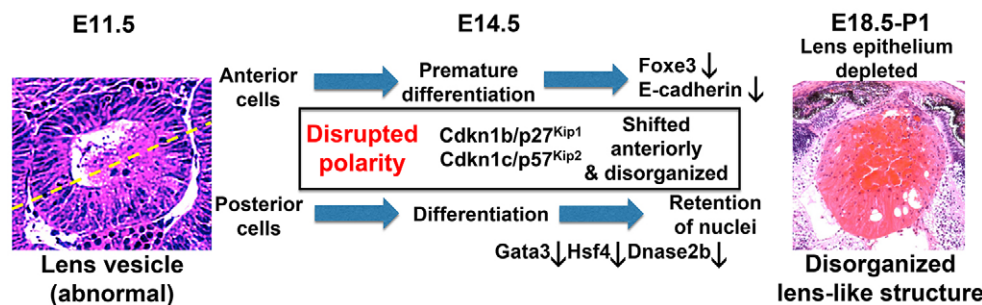 E11.5
E14.5
E18.5-P1
Lens epithelium
depleted
Anterior
cells
Premature
differentiation
Foxe3 ↓
E-cadherin ↓
Disrupted
polarity
Cdkn1b/p27Kip1
Cdkn1c/p57Kip2
Shifted
anteriorly
& disorganized
Posterior
cells
Differentiation
Retention
of nuclei
Gata3↓Hsf4↓Dnase2b↓
Lens vesicle
(abnormal)
Disorganized
lens-like structure